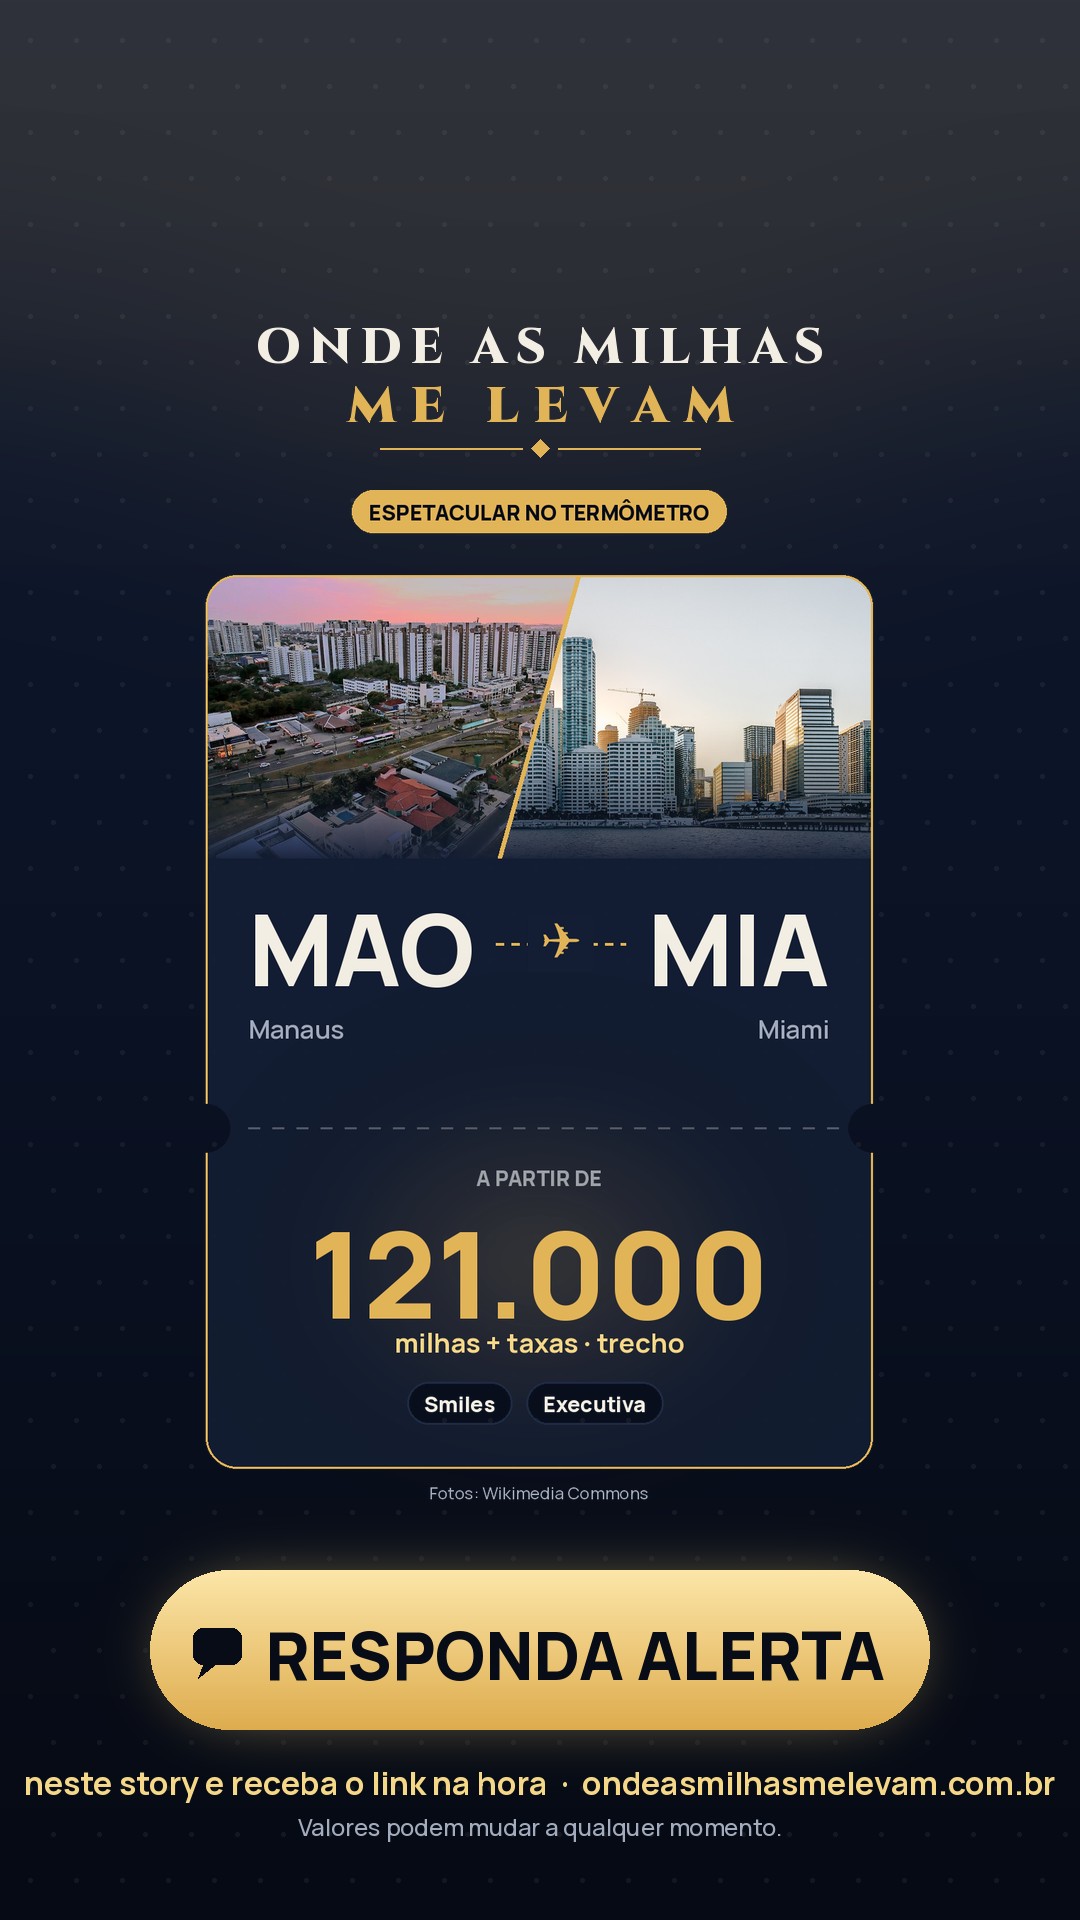 ONDE AS MILHAS
ME LEVAM
ESPETACULAR NO TERMÔMETRO
MAO MIA
Manaus Miami
A PARTIR DE
121.000
milhas + taxas · trecho
Smiles Executiva
Fotos: Wikimedia Commons
RESPONDA ALERTA
neste story e receba o link na hora · ondeasmilhasmelevam.com.br
Valores podem mudar a qualquer momento.